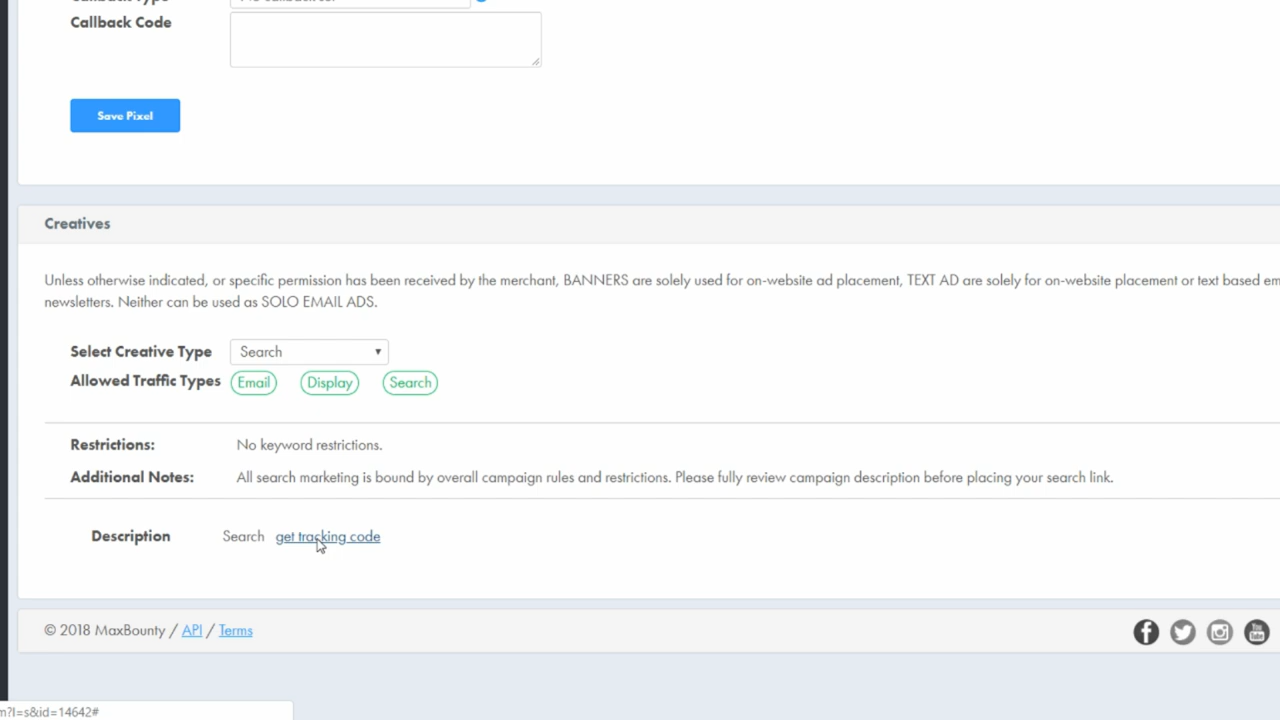 Callback Type
Callback Code
Save Pixel
Creatives
Unless otherwise indicated, or specific permission has been received by the merchant, BANNERS are solely used for on-website ad placement, TEXT AD are solely for on-website placement or text based em
newsletters. Neither can be used as SOLO EMAIL ADS.
Select Creative Type Search
Allowed Traffic Types Email Display Search
Restrictions: No keyword restrictions.
Additional Notes: All search marketing is bound by overall campaign rules and restrictions. Please fully review campaign description before placing your search link.
Description Search get tracking code
© 2018 MaxBounty / API / Terms
You Tube
m?l=s&id=14642#